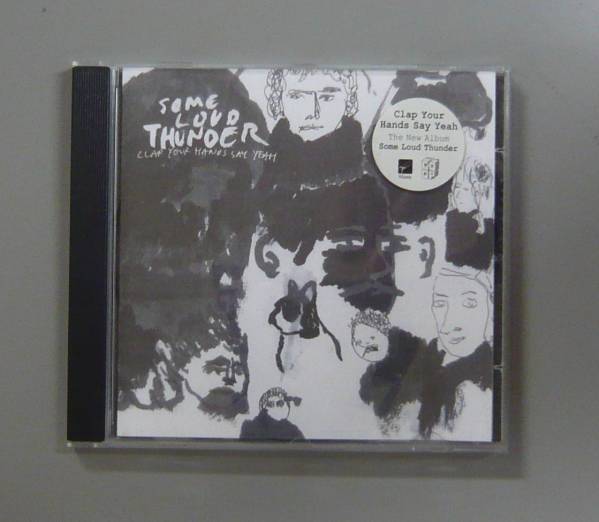 SOME
LOUD
THUNDER
CLAP YOUR HANDS SAY YEAH
Clap Your
Hands Say Yeah
The New Album
Some Loud Thunder